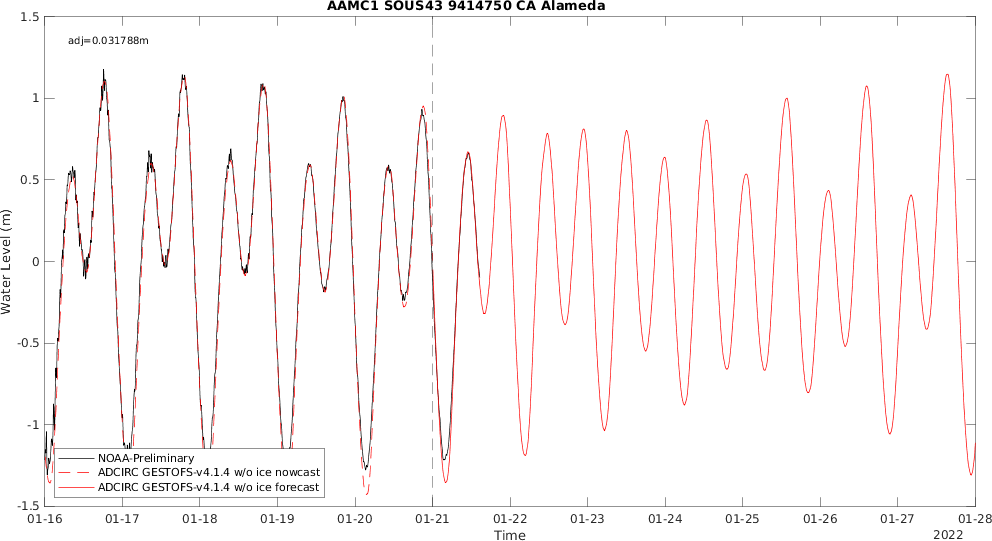 AAMC1 SOUS43 9414750 CA Alameda
adj=0.031788m
1.5
1
0.5
0
-0.5
-1
-1.5
Water Level (m)
NOAA-Preliminary
ADCIRC GESTOFS-v4.1.4 w/o ice nowcast
ADCIRC GESTOFS-v4.1.4 w/o ice forecast
01-16 01-17 01-18 01-19 01-20 01-21 01-22 01-23 01-24 01-25 01-26 01-27 01-28
Time
2022